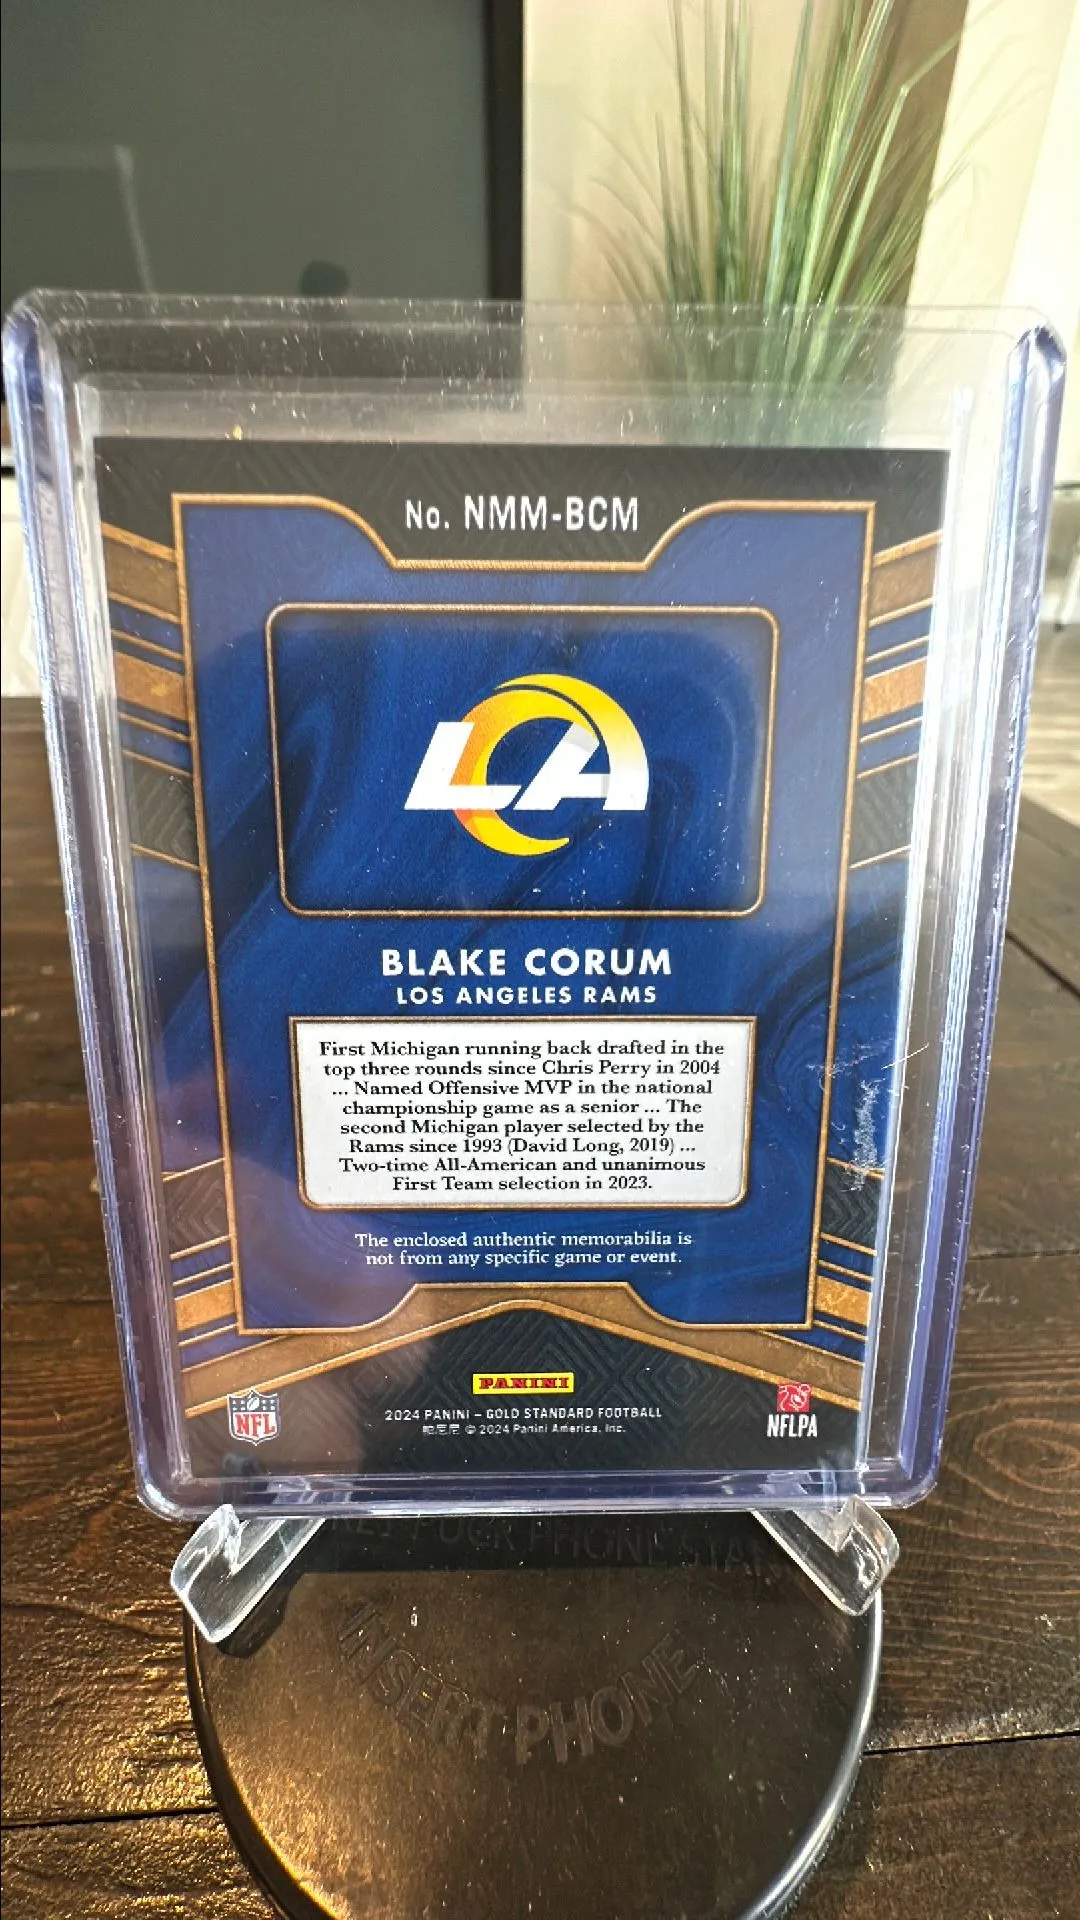 No. NMM-BCM
LA
BLAKE CORUM
LOS ANGELES RAMS
First Michigan running back drafted in the
top three rounds since Chris Perry in 2004
... Named Offensive MVP in the national
championship game as a senior ... The
second Michigan player selected by the
Rams since 1993 (David Long, 2019) ...
Two-time All-American and unanimous
First Team selection in 2023.
The enclosed authentic memorabilia is
not from any specific game or event.
PANINI
NFL
2024 PANINI – GOLD STANDARD FOOTBALL
© 2024 Panini America, Inc.
NFLPA
PUCK PHONE STAN
INSERT PHONE